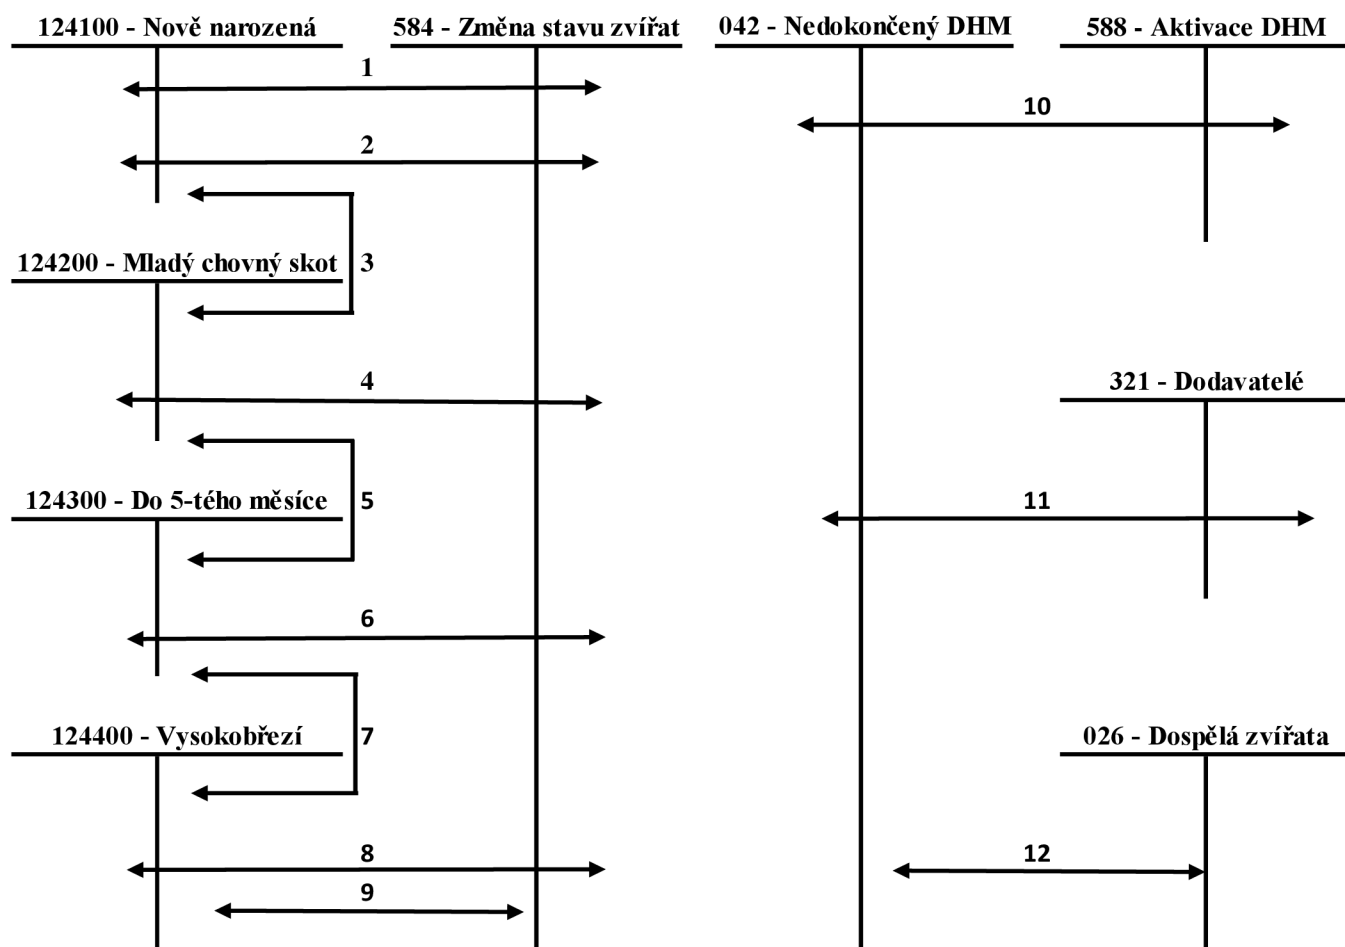 124100 - Nově narozená
584 - Změna stavu zvířat
042 - Nedokončený DHM
588 - Aktivace DHM
1
10
2
124200 - Mladý chovný skot
3
4
321 - Dodavatelé
124300 - Do 5-tého měsíce
5
11
6
124400 - Vysokobřezí
7
026 - Dospělá zvířata
8
12
9